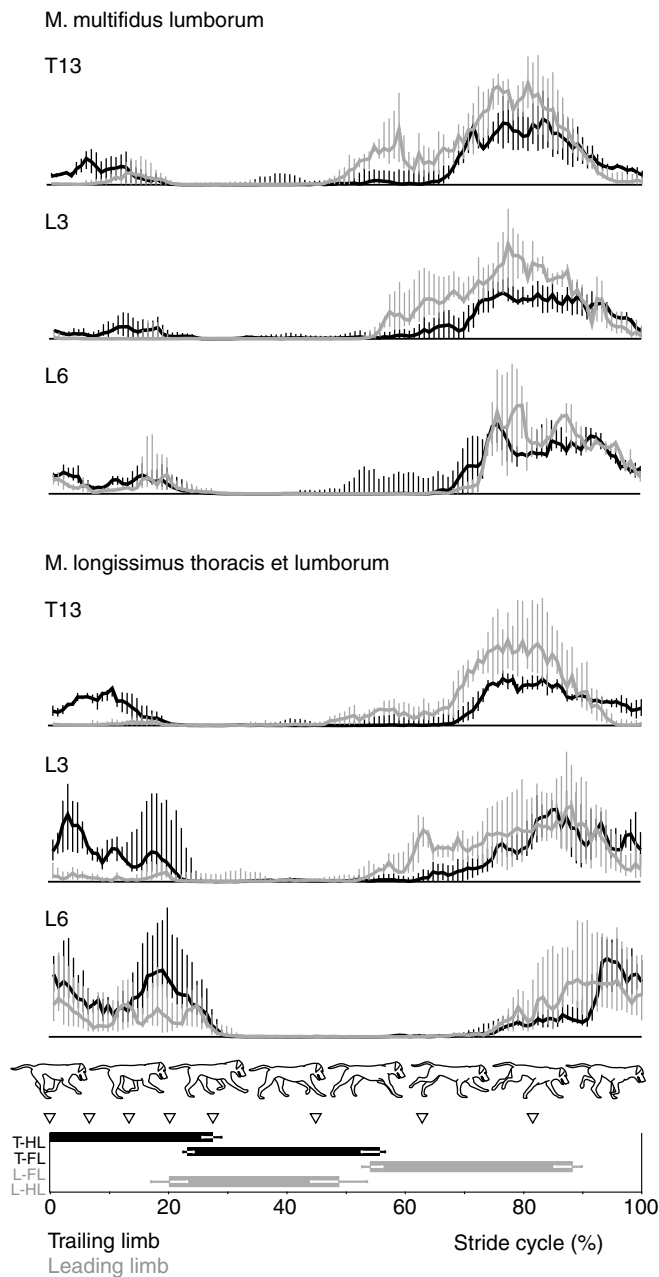 M. multifidus lumborum
T13
L3
L6
M. longissimus thoracis et lumborum
T13
L3
L6
T-HL
T-FL
L-FL
L-HL
0 20 40 60 80 100
Trailing limb Stride cycle (%)
Leading limb